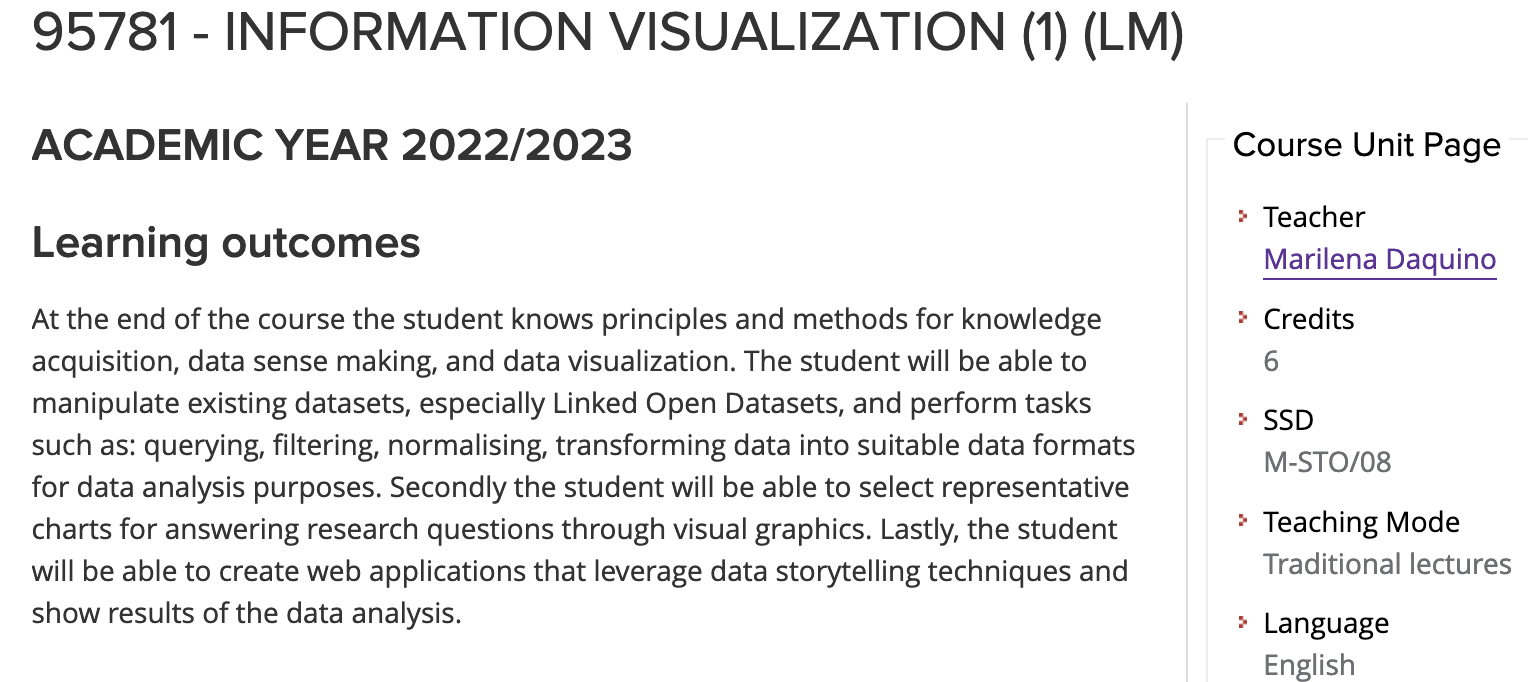 95781 - INFORMATION VISUALIZATION (1) (LM)
ACADEMIC YEAR 2022/2023
Learning outcomes
At the end of the course the student knows principles and methods for knowledge
acquisition, data sense making, and data visualization. The student will be able to
manipulate existing datasets, especially Linked Open Datasets, and perform tasks
such as: querying, filtering, normalising, transforming data into suitable data formats
for data analysis purposes. Secondly the student will be able to select representative
charts for answering research questions through visual graphics. Lastly, the student
will be able to create web applications that leverage data storytelling techniques and
show results of the data analysis.
Course Unit Page
Teacher
Marilena Daquino
Credits
6
SSD
M-STO/08
Teaching Mode
Traditional lectures
Language
English